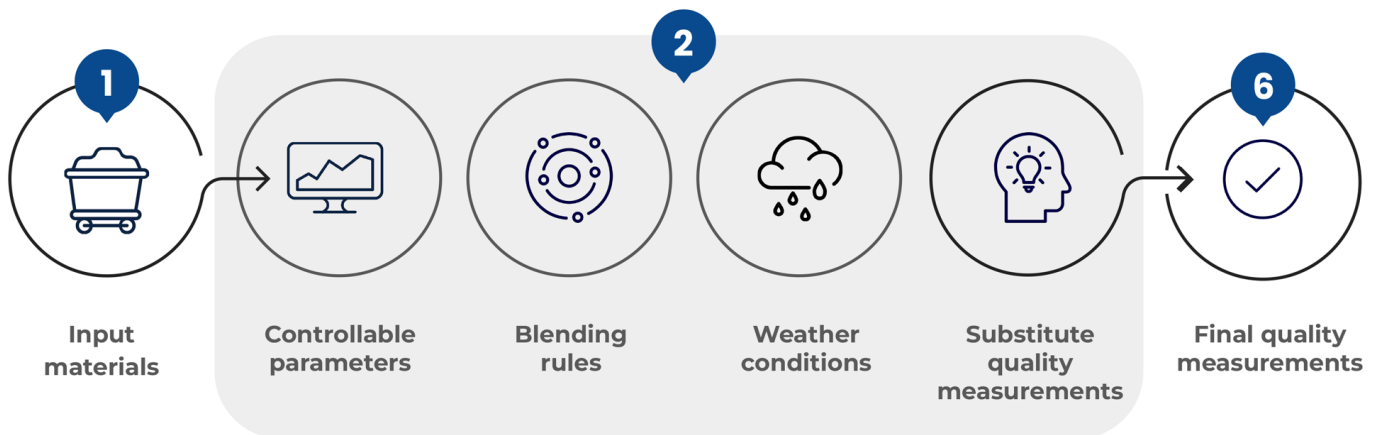 1
2
6
Input
materials
Controllable
parameters
Blending
rules
Weather
conditions
Substitute
quality
measurements
Final quality
measurements